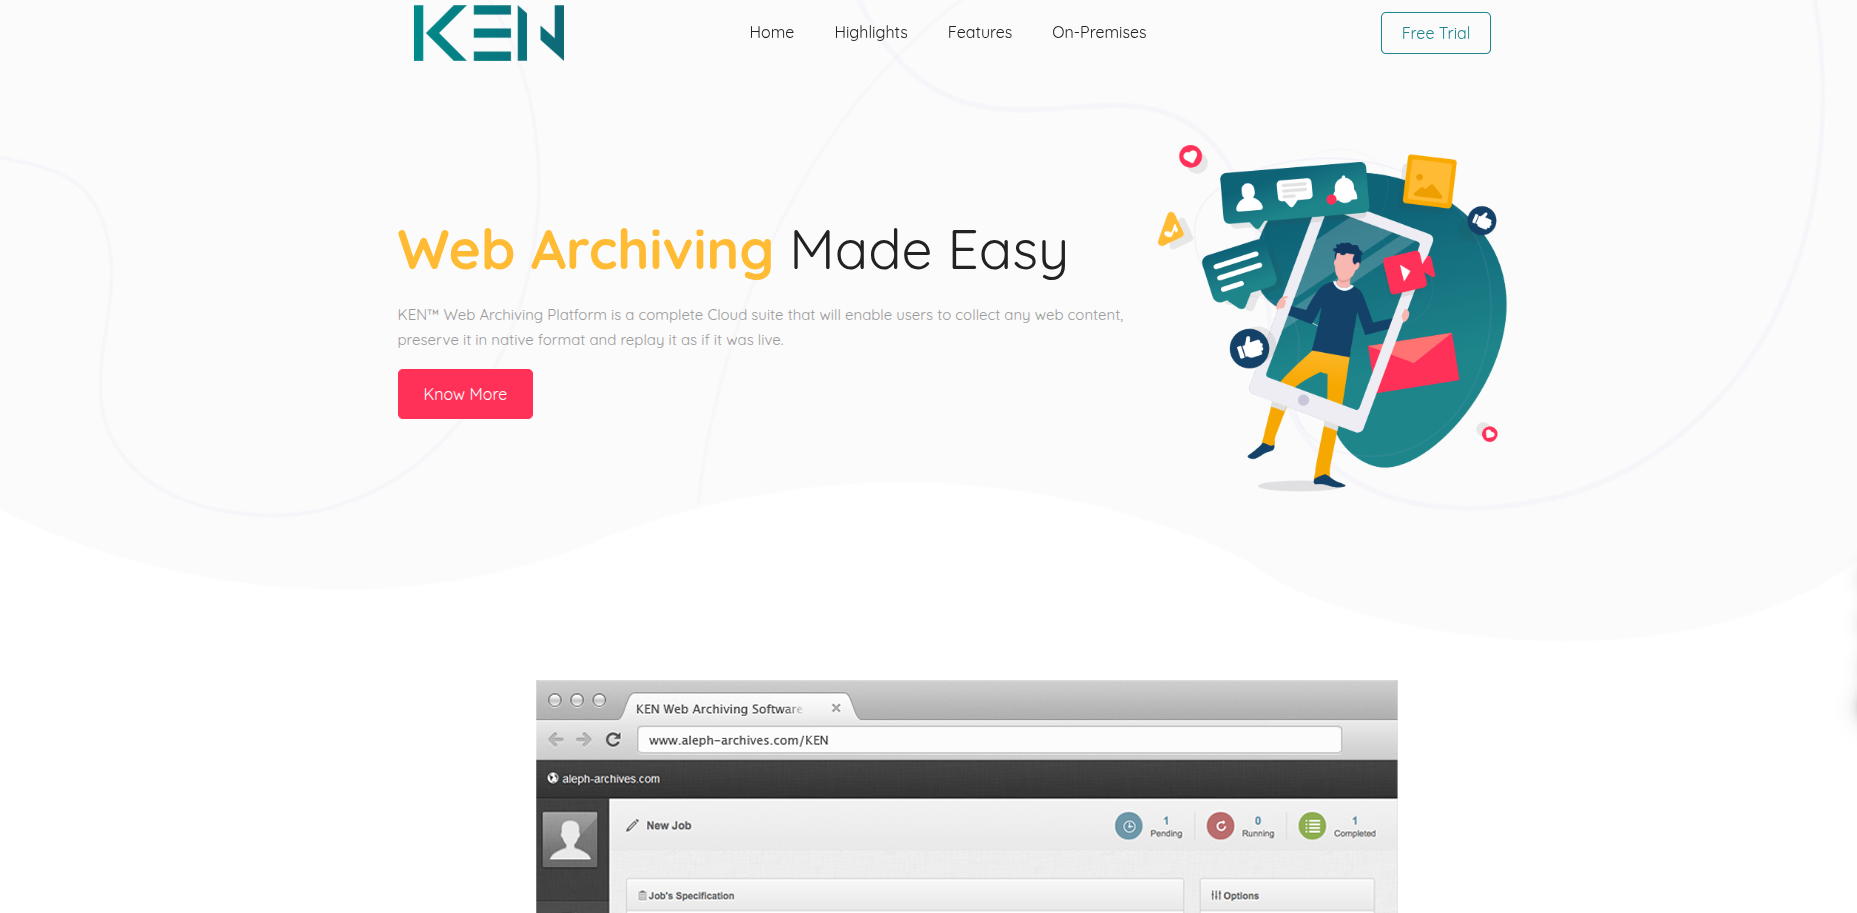 KEN
Home Highlights Features On-Premises Free Trial
Web Archiving Made Easy
KEN™ Web Archiving Platform is a complete Cloud suite that will enable users to collect any web content,
preserve it in native format and replay it as if it was live.
Know More
KEN Web Archiving Software
www.aleph-archives.com/KEN
aleph-archives.com
New Job
1 Pending
0 Running
1 Completed
Job's Specification
Options